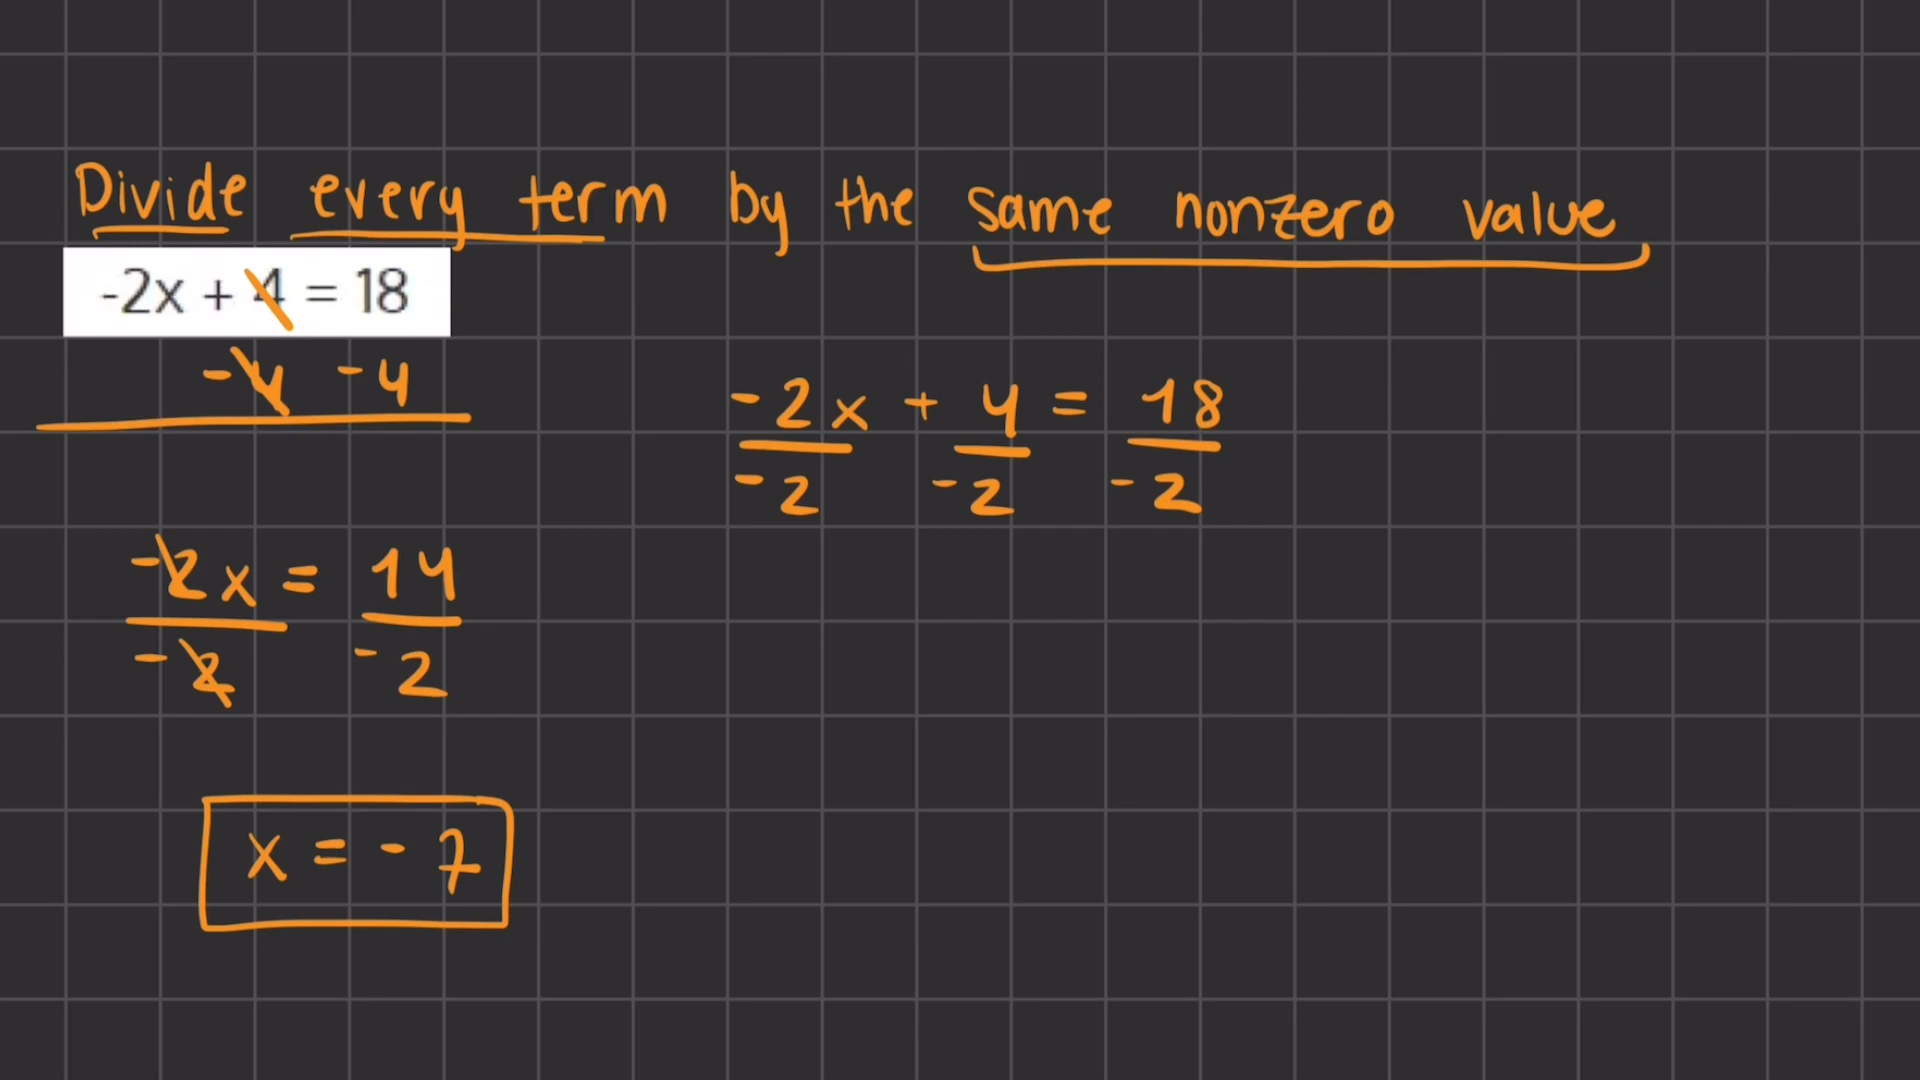 Divide every term by the same nonzero value
-2x + 4 = 18
-4 -4
-2x = 14
-2 -2
x = -7
-2x + 4 = 18
-2 -2 -2